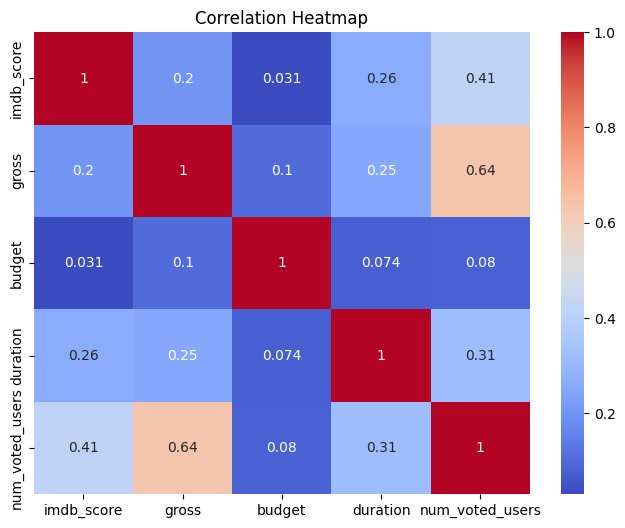 Correlation Heatmap
imdb_score
1
0.2
0.031
0.26
0.41
gross
0.2
1
0.1
0.25
0.64
budget
0.031
0.1
1
0.074
0.08
duration
0.26
0.25
0.074
1
0.31
num_voted_users
0.41
0.64
0.08
0.31
1
imdb_score
gross
budget
duration
num_voted_users
1.0
0.8
0.6
0.4
0.2